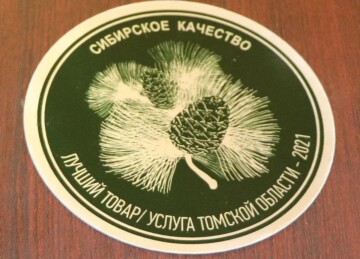 СИБИРСКОЕ КАЧЕСТВО
ЛУЧШИЙ ТОВАР/УСЛУГА ТОМСКОЙ ОБЛАСТИ - 2021